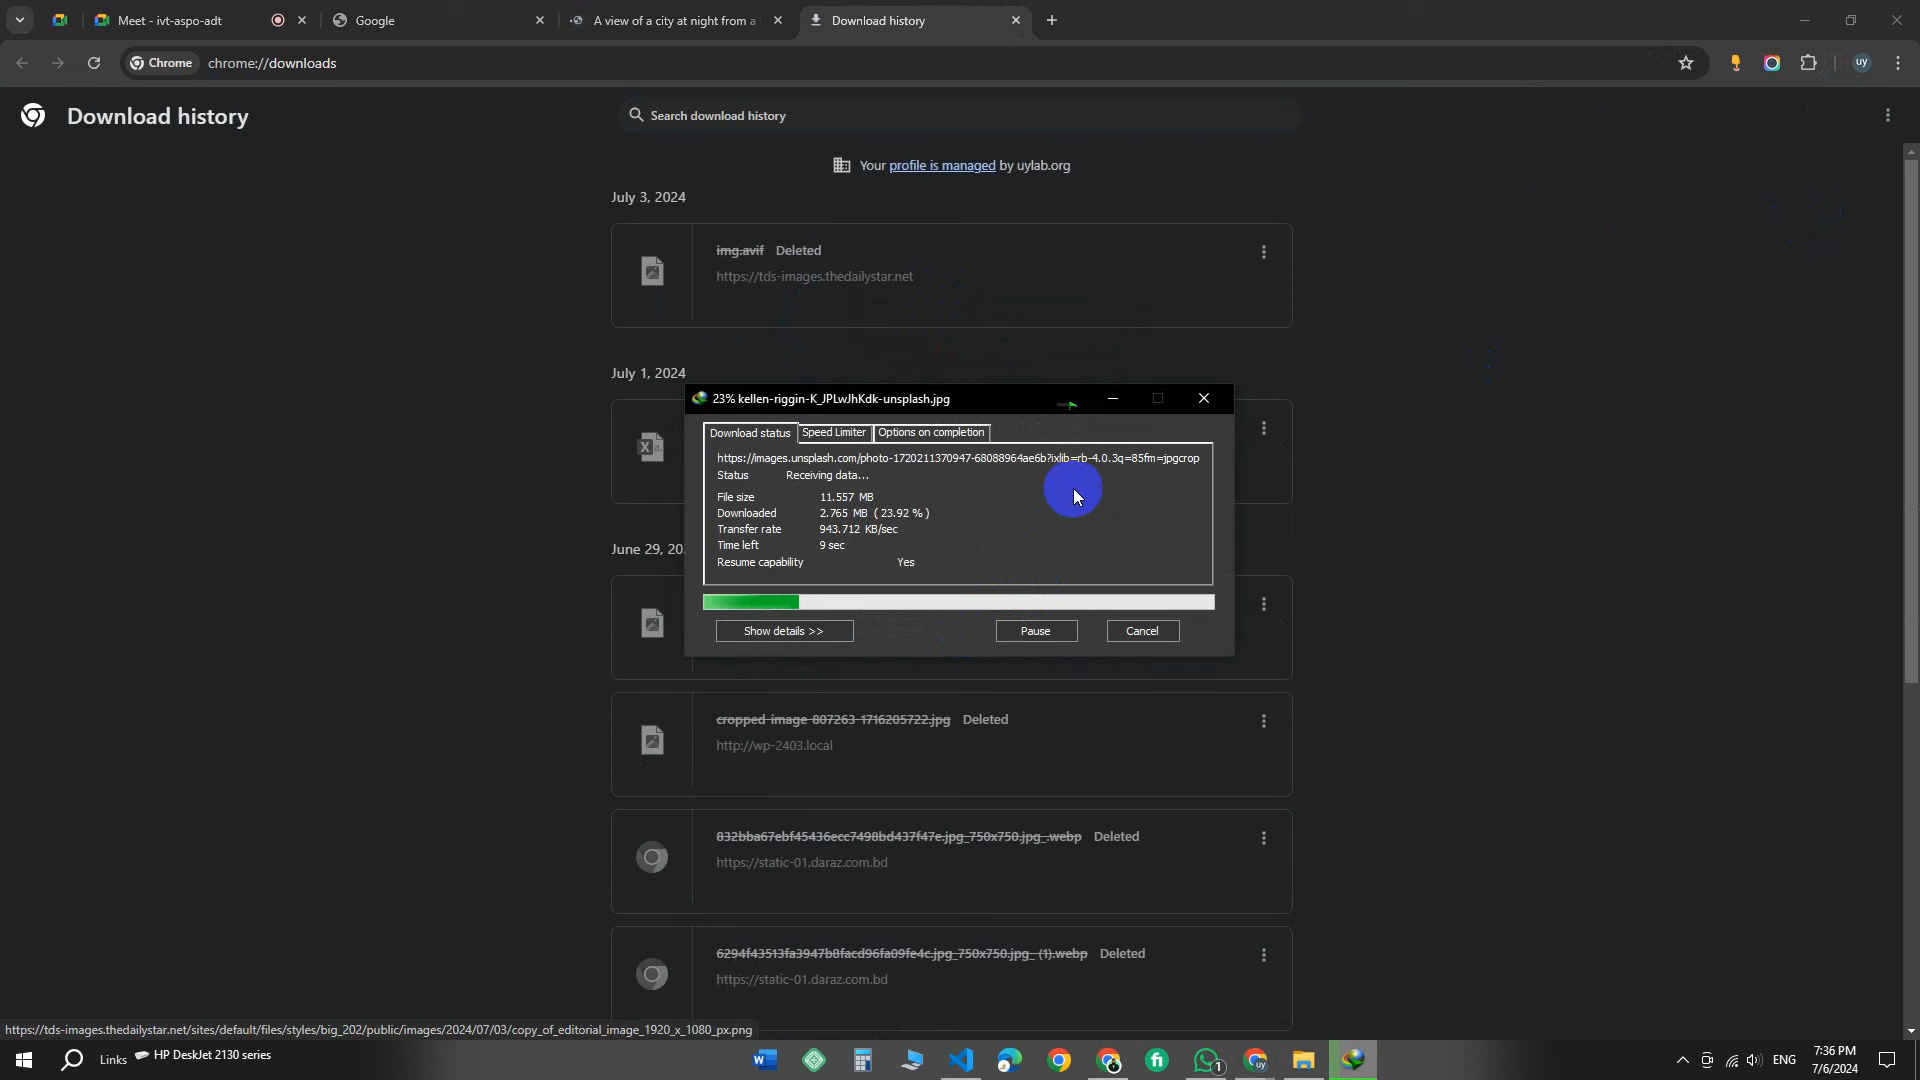 Meet - ivt-aspo-adt
Google
A view of a city at night from a
Download history
Chrome
chrome://downloads
uy
Download history
Search download history
Your profile is managed by uylab.org
July 3, 2024
img.avif Deleted
https://tds-images.thedailystar.net
July 1, 2024
23% kellen-riggin-K_JPLwJhKdk-unsplash.jpg
Download status
Speed Limiter
Options on completion
https://images.unsplash.com/photo-1720211370947-68088964ae6b?ixlib=rb-4.0.3q=85fm=jpgcrop
Status Receiving data...
File size 11.557 MB
Downloaded 2.765 MB ( 23.92 % )
Transfer rate 943.712 KB/sec
Time left 9 sec
Resume capability Yes
Show details >>
Pause
Cancel
June 29, 20
cropped-image-807263-1716205722.jpg Deleted
http://wp-2403.local
832bba67ebf45436ecc7498bd437f47e.jpg_750x750.jpg_.webp Deleted
https://static-01.daraz.com.bd
6294f43513fa3947b8facd96fa09fe4c.jpg_750x750.jpg_ (1).webp Deleted
https://static-01.daraz.com.bd
https://tds-images.thedailystar.net/sites/default/files/styles/big_202/public/images/2024/07/03/copy_of_editorial_image_1920_x_1080_px.png
Links
HP DeskJet 2130 series
1
ENG
7:36 PM
7/6/2024